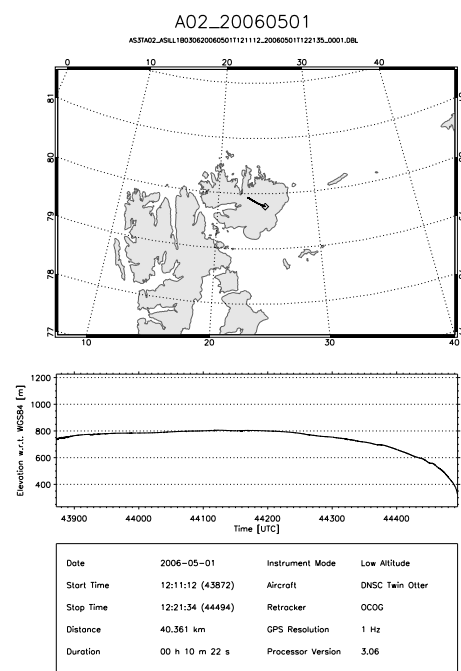 A02_20060501
AS3TA02_ASILL1B030620060501T121112_20060501T122135_0001.DBL
0 10 20 30 40 50
81
80
79
78
77
10 20 30 40
Elevation w.r.t. WGS84 [m]
1200
1000
800
600
400
43900 44000 44100 44200 44300 44400
Time [UTC]
Date 2006-05-01 Instrument Mode Low Altitude
Start Time 12:11:12 (43872) Aircraft DNSC Twin Otter
Stop Time 12:21:34 (44494) Retracker OCOG
Distance 40.361 km GPS Resolution 1 Hz
Duration 00 h 10 m 22 s Processor Version 3.06